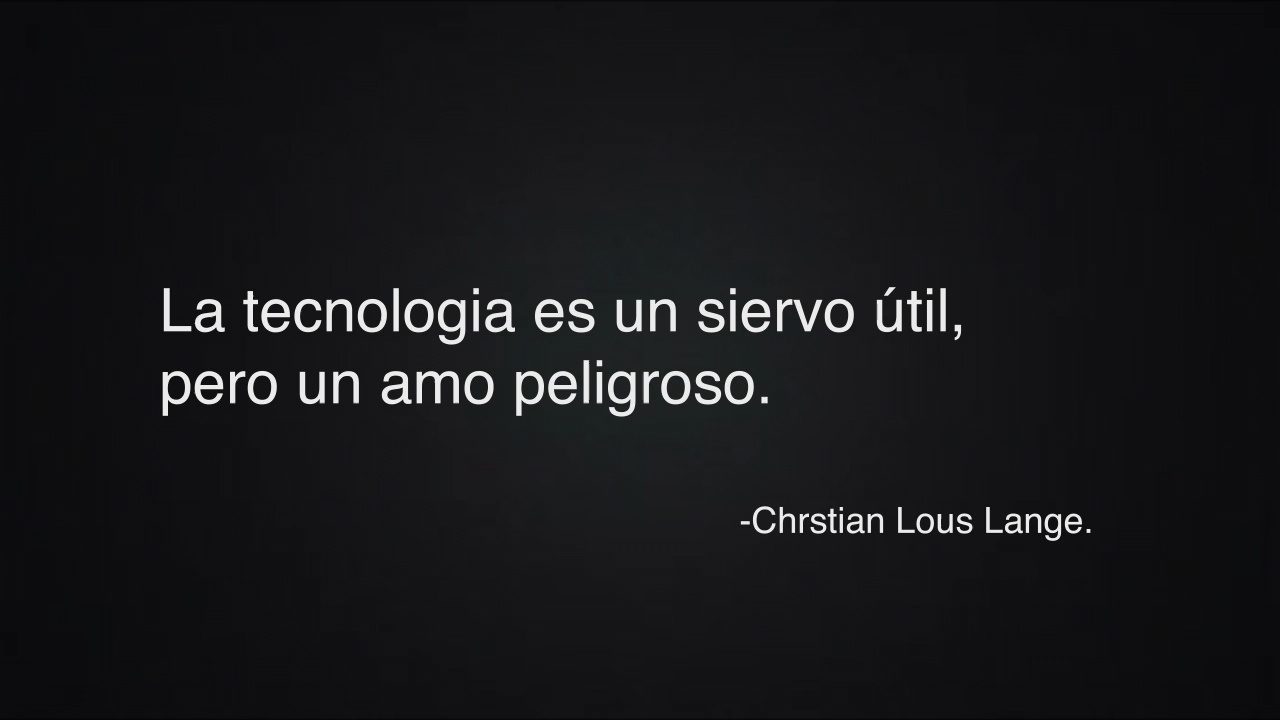 La tecnologia es un siervo útil,
pero un amo peligroso.
-Chrstian Lous Lange.